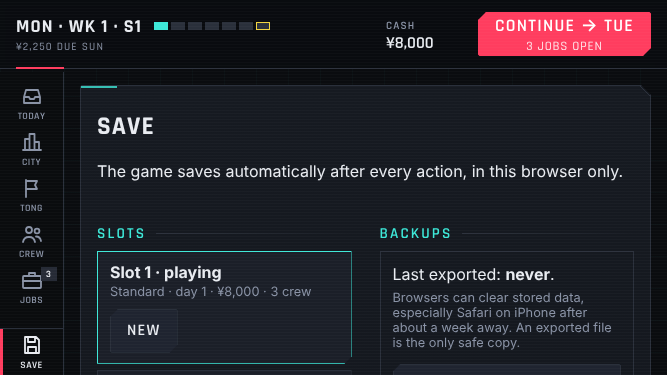 MON · WK 1 · S1
¥2,250 DUE SUN
CASH
¥8,000
CONTINUE → TUE
3 JOBS OPEN
TODAY
CITY
TONG
CREW
3
JOBS
SAVE
SAVE
The game saves automatically after every action, in this browser only.
SLOTS
Slot 1 · playing
Standard · day 1 · ¥8,000 · 3 crew
NEW
BACKUPS
Last exported: never.
Browsers can clear stored data,
especially Safari on iPhone after
about a week away. An exported file
is the only safe copy.